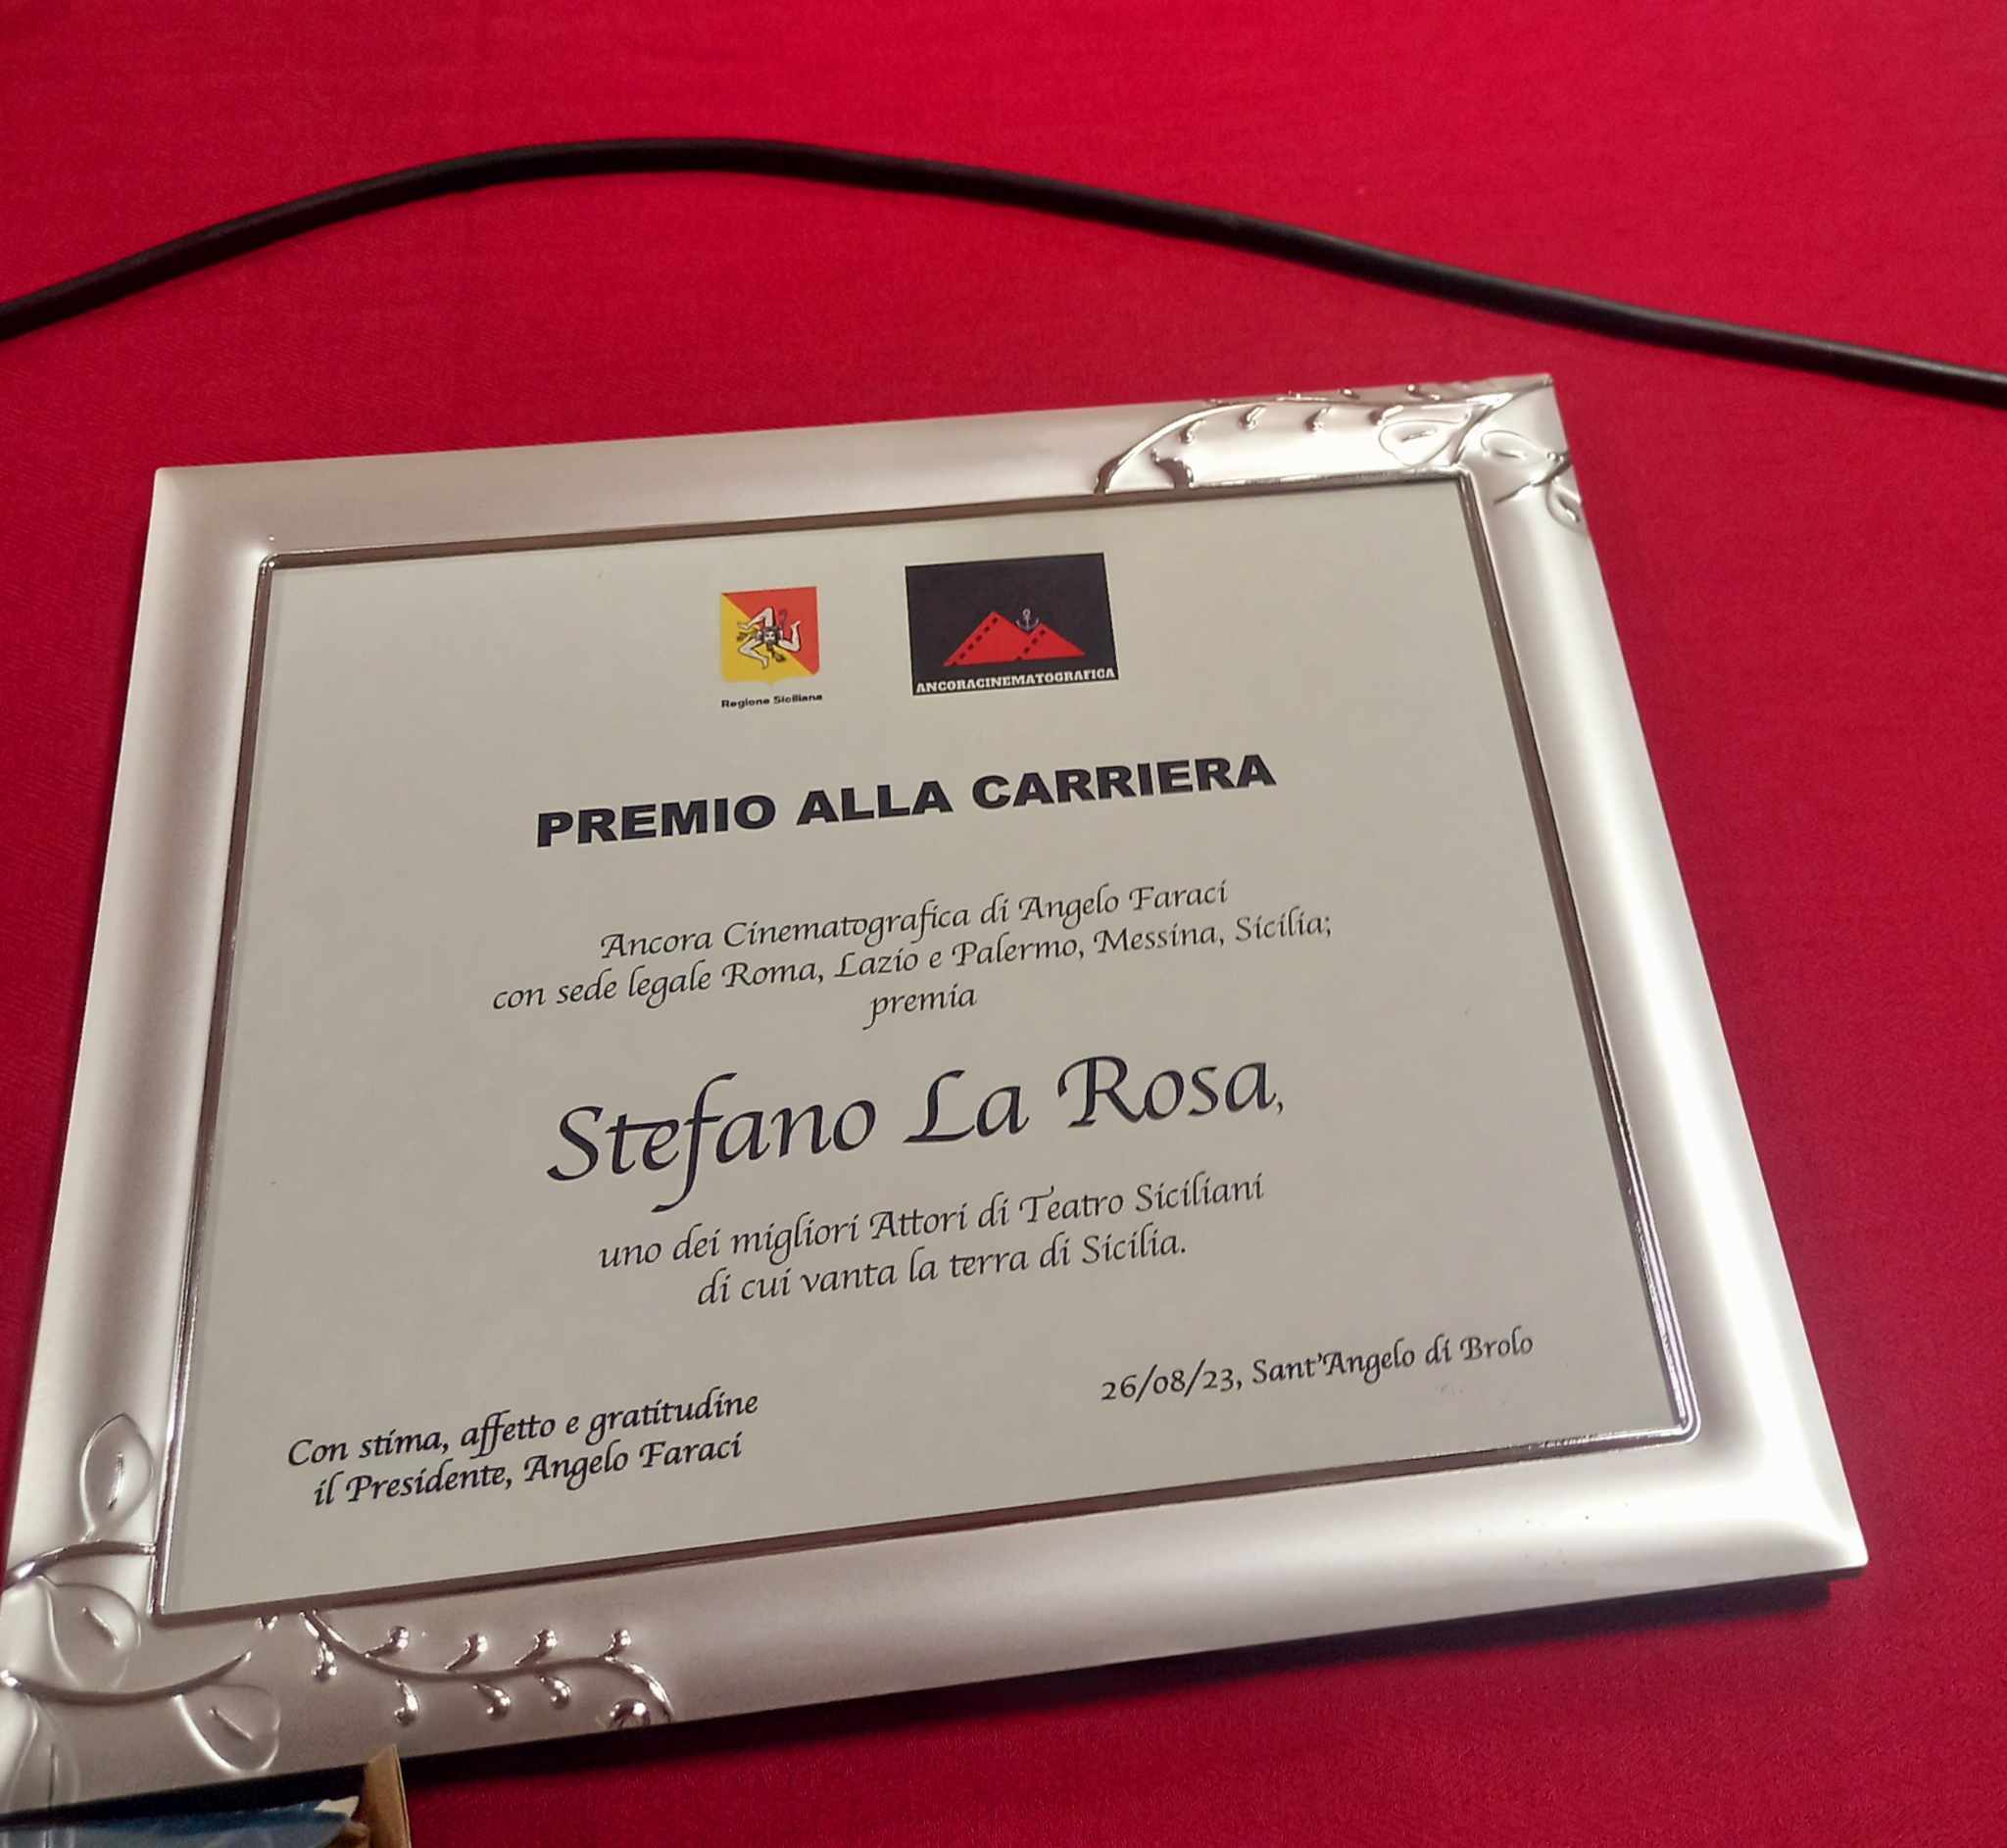 Regione Siciliana
ANCORACINEMATOGRAFICA
PREMIO ALLA CARRIERA
Ancora Cinematografica di Angelo Faraci
con sede legale Roma, Lazio e Palermo, Messina, Sicilia;
premia
Stefano La Rosa,
uno dei migliori Attori di Teatro Siciliani
di cui vanta la terra di Sicilia.
26/08/23, Sant'Angelo di Brolo
Con stima, affetto e gratitudine
il Presidente, Angelo Faraci